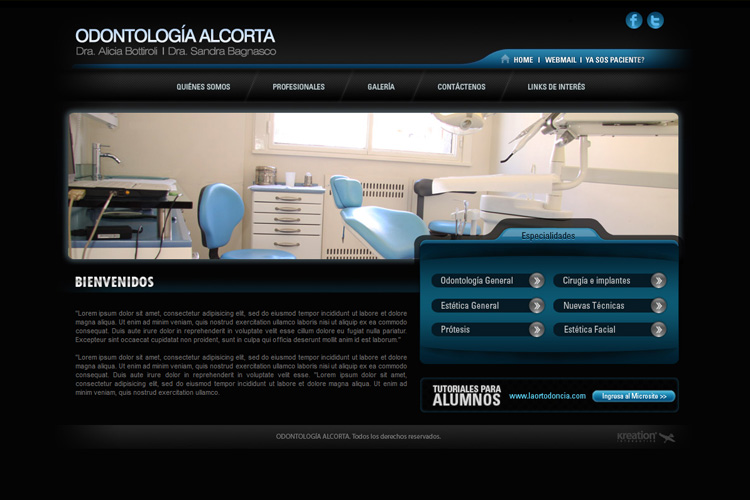 ODONTOLOGÍA ALCORTA
Dra. Alicia Bottiroli | Dra. Sandra Bagnasco
HOME | WEBMAIL | YA SOS PACIENTE?
QUIÉNES SOMOS PROFESIONALES GALERÍA CONTÁCTENOS LINKS DE INTERÉS
Especialidades
Odontología General
Cirugía e implantes
Estética General
Nuevas Técnicas
Prótesis
Estética Facial
BIENVENIDOS
"Lorem ipsum dolor sit amet, consectetur adipisicing elit, sed do eiusmod tempor incididunt ut labore et dolore
magna aliqua. Ut enim ad minim veniam, quis nostrud exercitation ullamco laboris nisi ut aliquip ex ea commodo
consequat. Duis aute irure dolor in reprehenderit in voluptate velit esse cillum dolore eu fugiat nulla pariatur.
Excepteur sint occaecat cupidatat non proident, sunt in culpa qui officia deserunt mollit anim id est laborum."
"Lorem ipsum dolor sit amet, consectetur adipisicing elit, sed do eiusmod tempor incididunt ut labore et dolore
magna aliqua. Ut enim ad minim veniam, quis nostrud exercitation ullamco laboris nisi ut aliquip ex ea commodo
consequat. Duis aute irure dolor in reprehenderit in voluptate velit esse. "Lorem ipsum dolor sit amet,
consectetur adipisicing elit, sed do eiusmod tempor incididunt ut labore et dolore magna aliqua. Ut enim ad
minim veniam, quis nostrud exercitation ullamco.
TUTORIALES PARA
ALUMNOS
www.laortodoncia.com
Ingresa al Microsite >>
ODONTOLOGÍA ALCORTA. Todos los derechos reservados.
Kreation